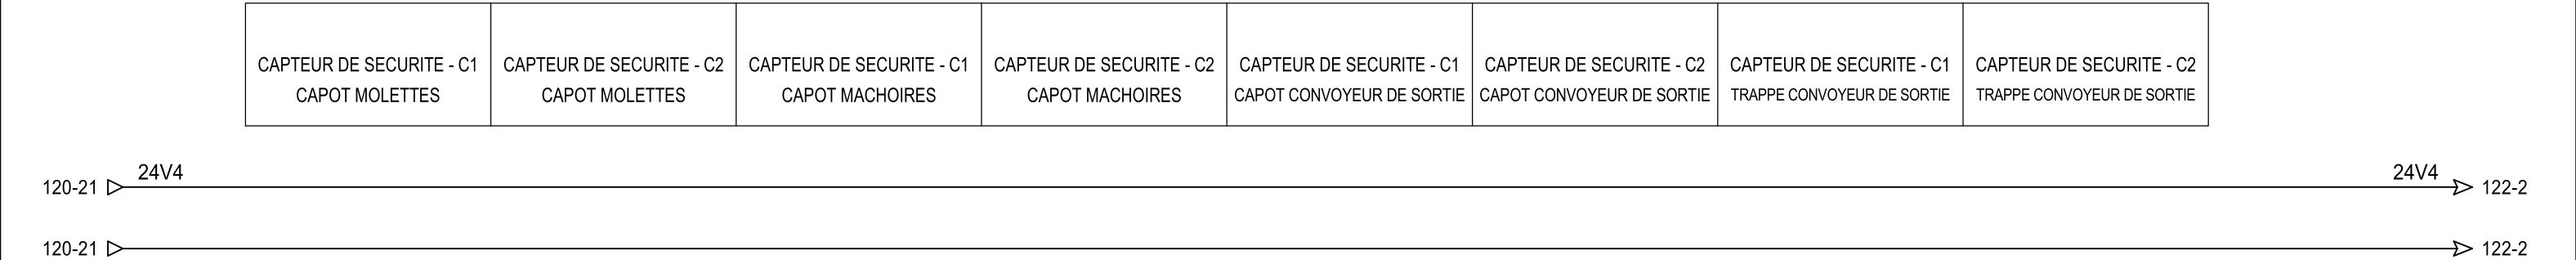 CAPTEUR DE SECURITE - C1
CAPOT MOLETTES
CAPTEUR DE SECURITE - C2
CAPOT MOLETTES
CAPTEUR DE SECURITE - C1
CAPOT MACHOIRES
CAPTEUR DE SECURITE - C2
CAPOT MACHOIRES
CAPTEUR DE SECURITE - C1
CAPOT CONVOYEUR DE SORTIE
CAPTEUR DE SECURITE - C2
CAPOT CONVOYEUR DE SORTIE
CAPTEUR DE SECURITE - C1
TRAPPE CONVOYEUR DE SORTIE
CAPTEUR DE SECURITE - C2
TRAPPE CONVOYEUR DE SORTIE
120-21 24V4 24V4 122-2
120-21 122-2